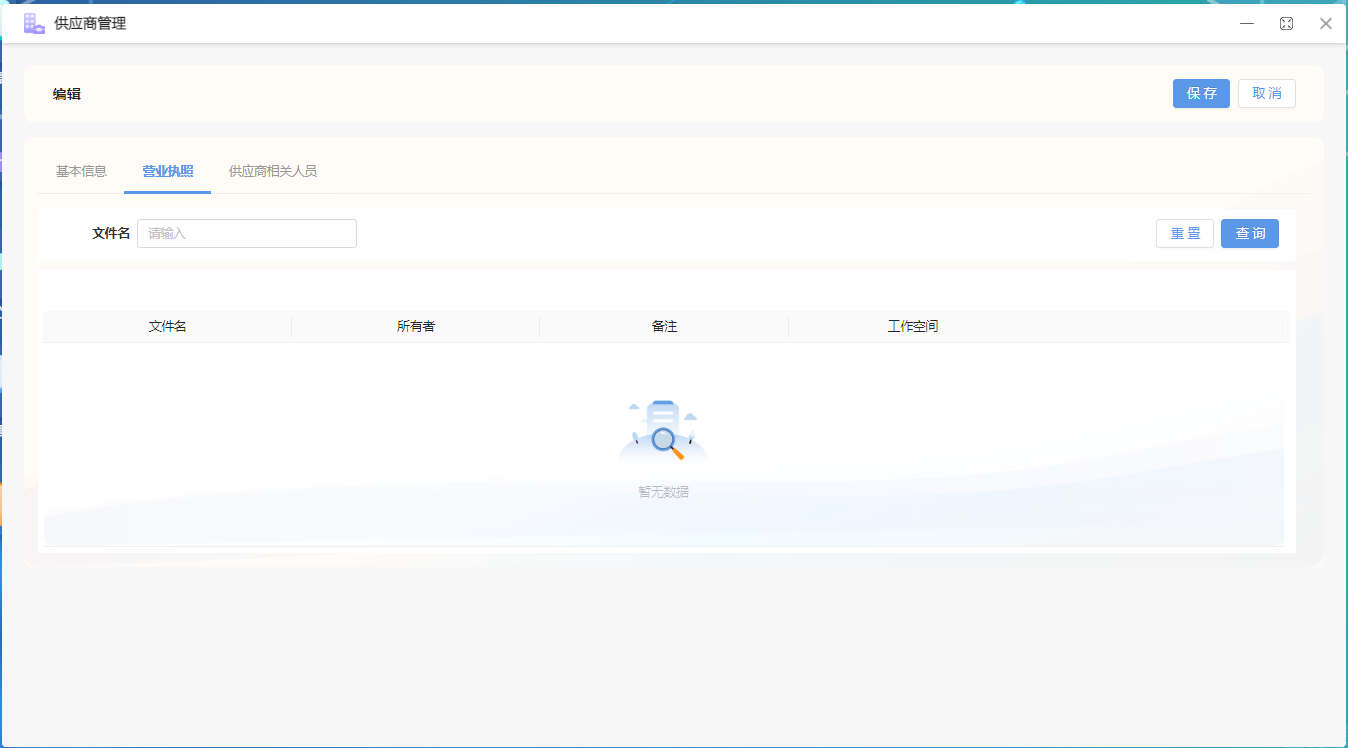 供应商管理
编辑
保存 取消
基本信息 营业执照 供应商相关人员
文件名 请输入 重置 查询
文件名 所有者 备注 工作空间
暂无数据